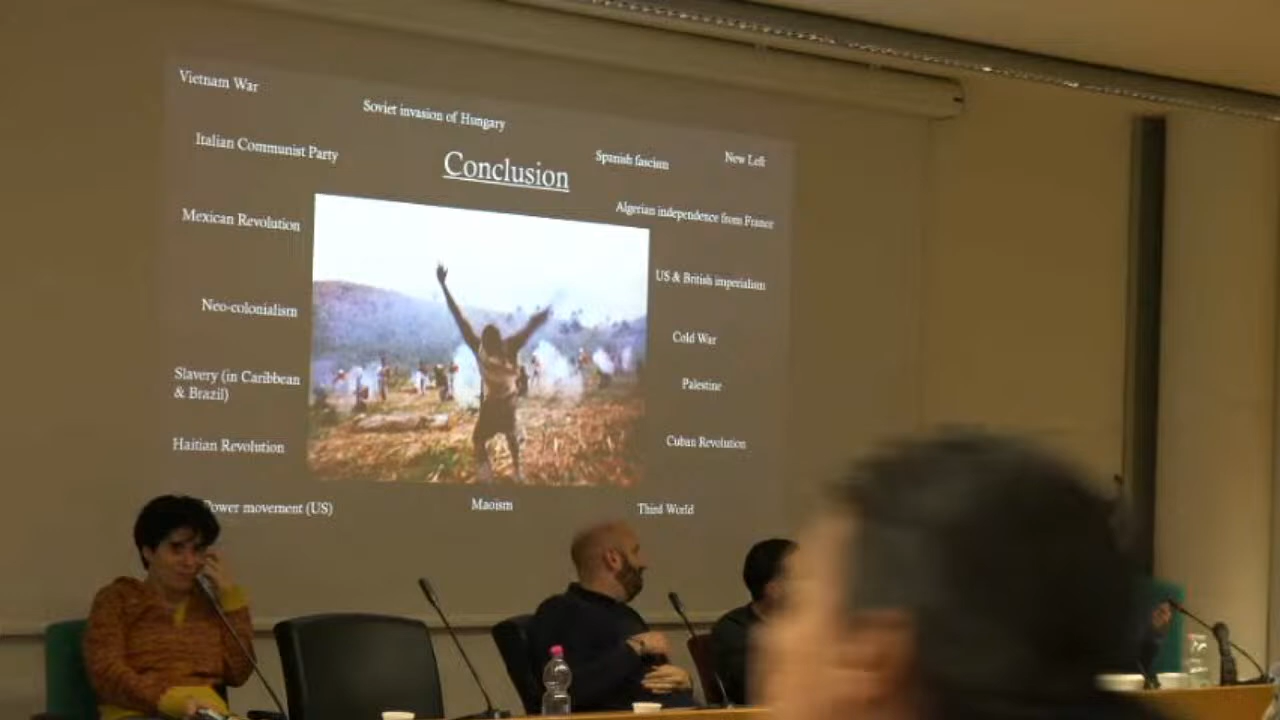 Vietnam War
Soviet invasion of Hungary
Italian Communist Party
Spanish fascism
New Left
Conclusion
Mexican Revolution
Algerian independence from France
US & British imperialism
Neo-colonialism
Cold War
Slavery (in Caribbean
& Brazil)
Palestine
Haitian Revolution
Cuban Revolution
Power movement (US)
Maoism
Third World